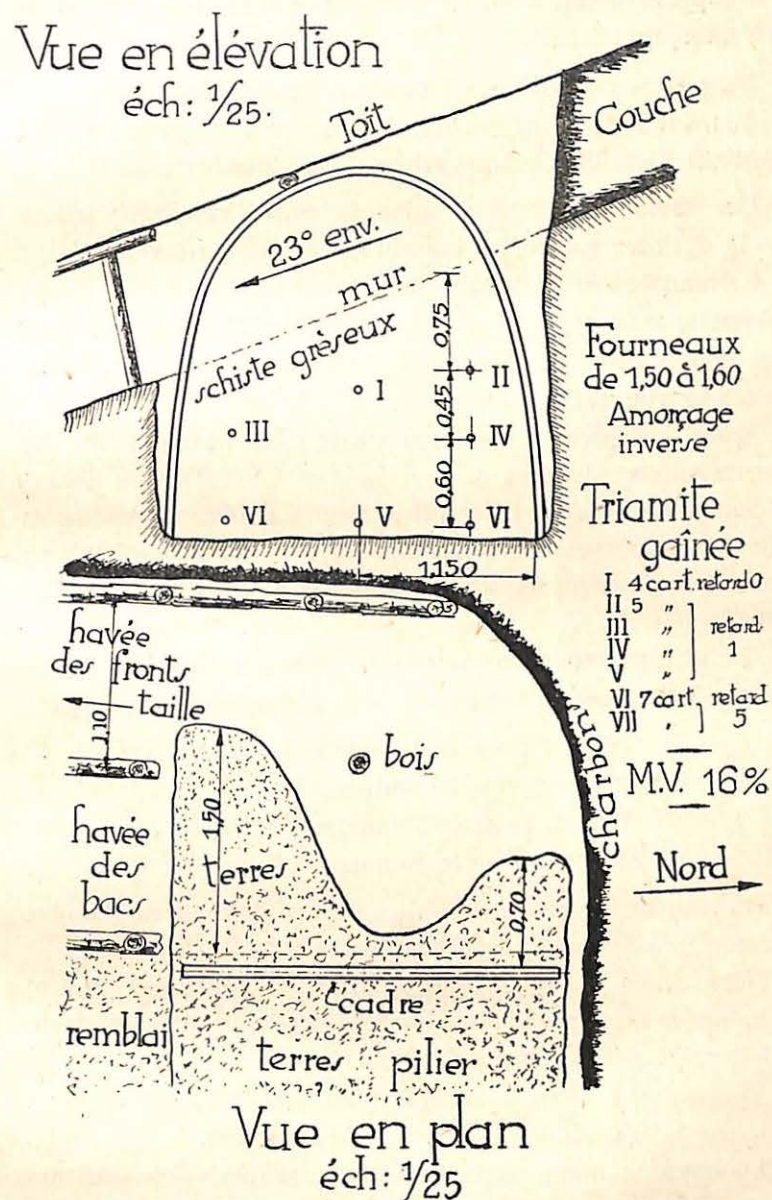 Vue en élévation
éch: 1/25.
Toit
Couche
23° env.
mur
schiste grèseux
0,75
0,45
0,60
I
II
III
IV
VI
V
VI
1,150
Fourneaux
de 1,50 à 1,60
Amorçage
inverse
Triamite
gaînée
I 4 cart. retard 0
II 5 "
III " retard
IV " 1
V "
VI 7 cart. retard
VII " 5
M.V. 16%
Nord
havée
des fronts
taille
1,10
bois
charbons
1,50
terres
0,70
havée
des
bacs
cadre
remblai
terres pilier
Vue en plan
éch: 1/25